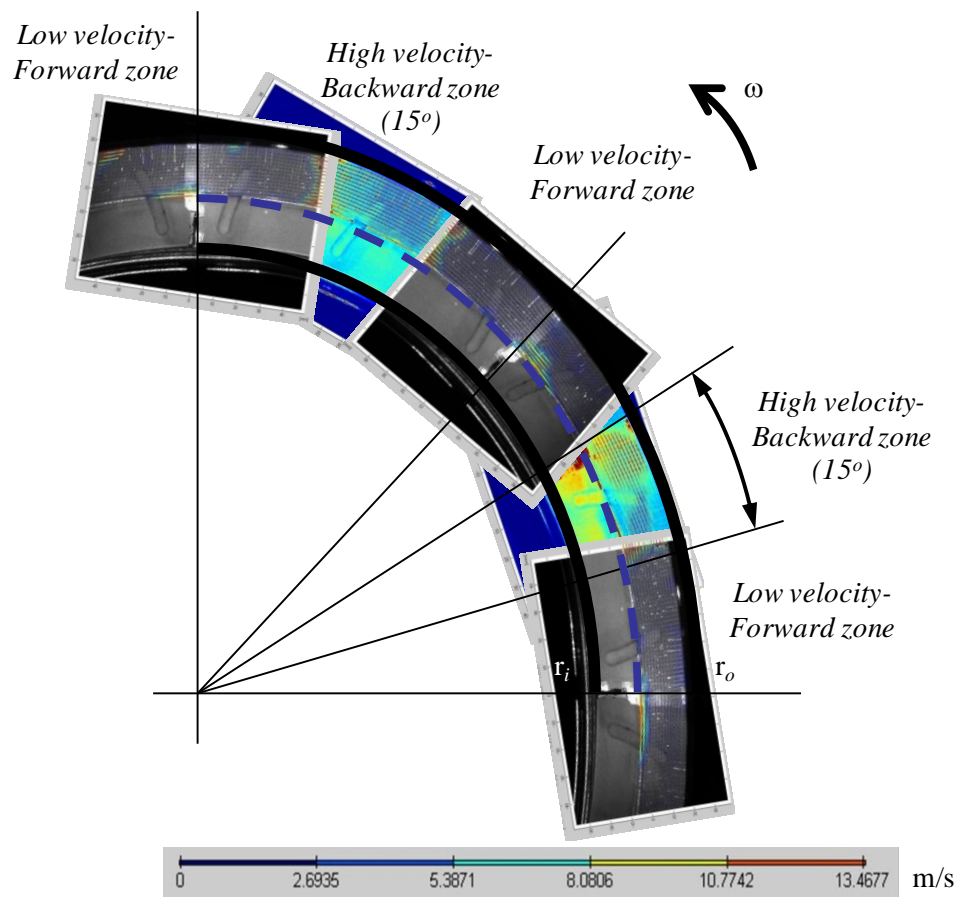 Low velocity-
Forward zone
High velocity-
Backward zone
(15º)
ω
Low velocity-
Forward zone
High velocity-
Backward zone
(15º)
Low velocity-
Forward zone
rᵢ
rₒ
0 2.6935 5.3871 8.0806 10.7742 13.4677 m/s